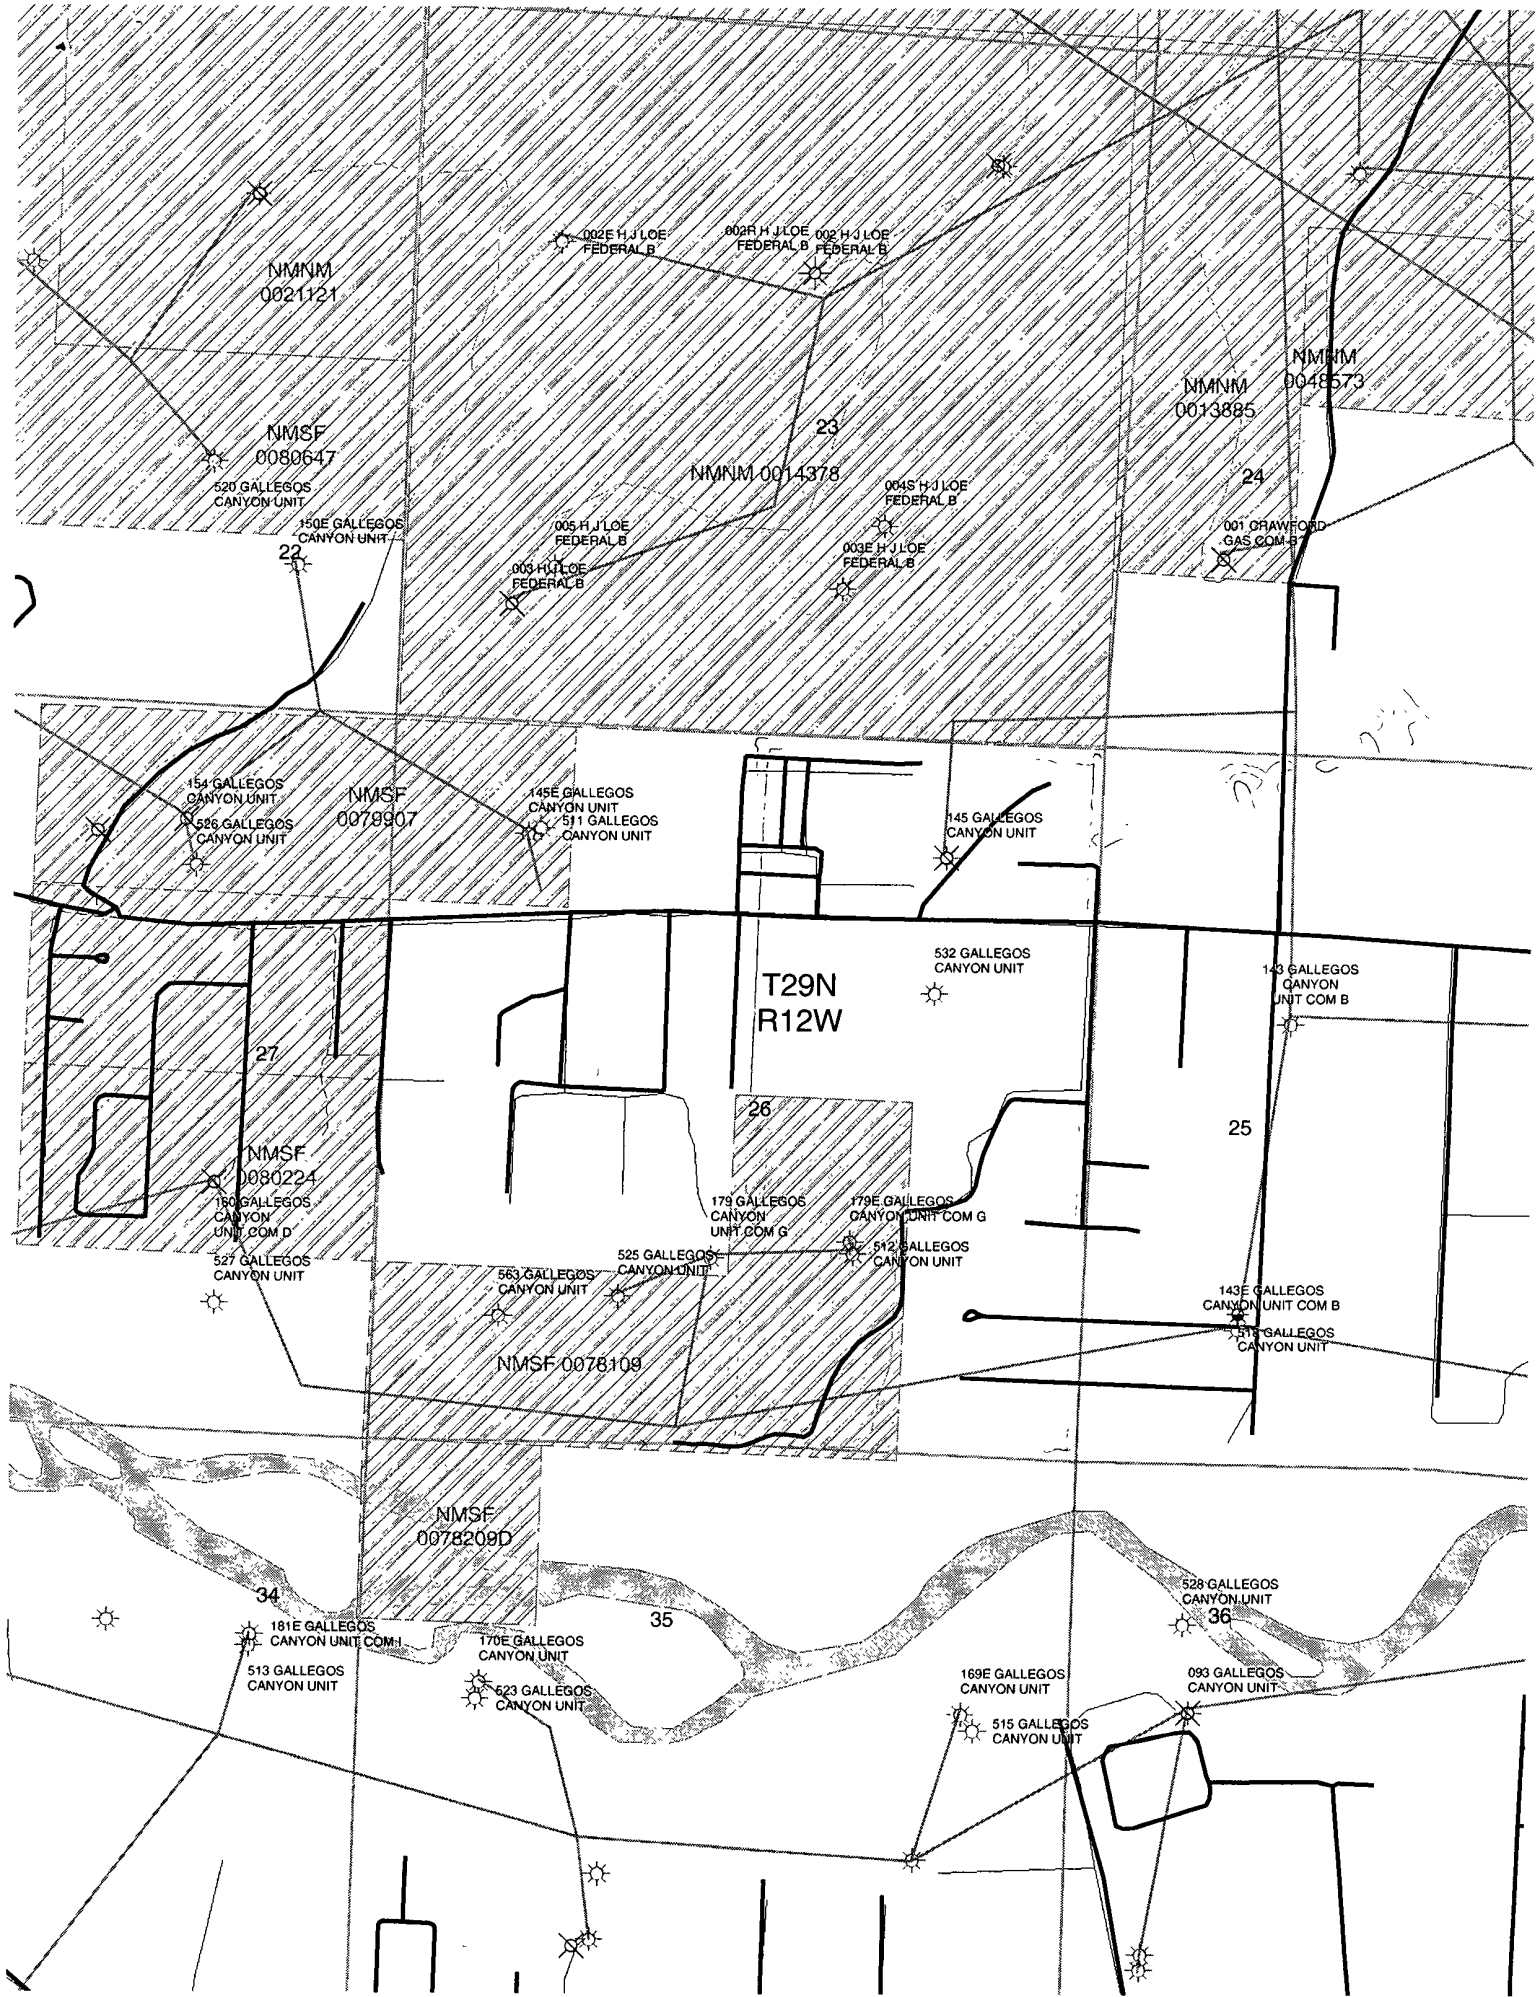 002E H J LOE
FEDERAL B
002R H J LOE
FEDERAL B
002 H J LOE
FEDERAL B
NMNM
0021121
NMNM
0048573
NMNM
0013885
23
NMSF
0080647
NMNM 0014378
24
520 GALLEGOS
CANYON UNIT
004S H J LOE
FEDERAL B
150E GALLEGOS
CANYON UNIT
22
005 H J LOE
FEDERAL B
001 CRAWFORD
GAS COM B
003E H J LOE
FEDERAL B
003 H J LOE
FEDERAL B
154 GALLEGOS
CANYON UNIT
NMSF
0079907
145E GALLEGOS
CANYON UNIT
511 GALLEGOS
CANYON UNIT
526 GALLEGOS
CANYON UNIT
145 GALLEGOS
CANYON UNIT
532 GALLEGOS
CANYON UNIT
T29N
R12W
143 GALLEGOS
CANYON
UNIT COM B
27
26
25
NMSF
0080224
160 GALLEGOS
CANYON
UNIT COM D
179 GALLEGOS
CANYON
UNIT COM G
179E GALLEGOS
CANYON UNIT COM G
527 GALLEGOS
CANYON UNIT
525 GALLEGOS
CANYON UNIT
512 GALLEGOS
CANYON UNIT
563 GALLEGOS
CANYON UNIT
143E GALLEGOS
CANYON UNIT COM B
GALLEGOS
CANYON UNIT
NMSF 0078109
NMSF
0078209D
34
35
528 GALLEGOS
CANYON UNIT
36
181E GALLEGOS
CANYON UNIT COM I
170E GALLEGOS
CANYON UNIT
513 GALLEGOS
CANYON UNIT
523 GALLEGOS
CANYON UNIT
169E GALLEGOS
CANYON UNIT
093 GALLEGOS
CANYON UNIT
515 GALLEGOS
CANYON UNIT